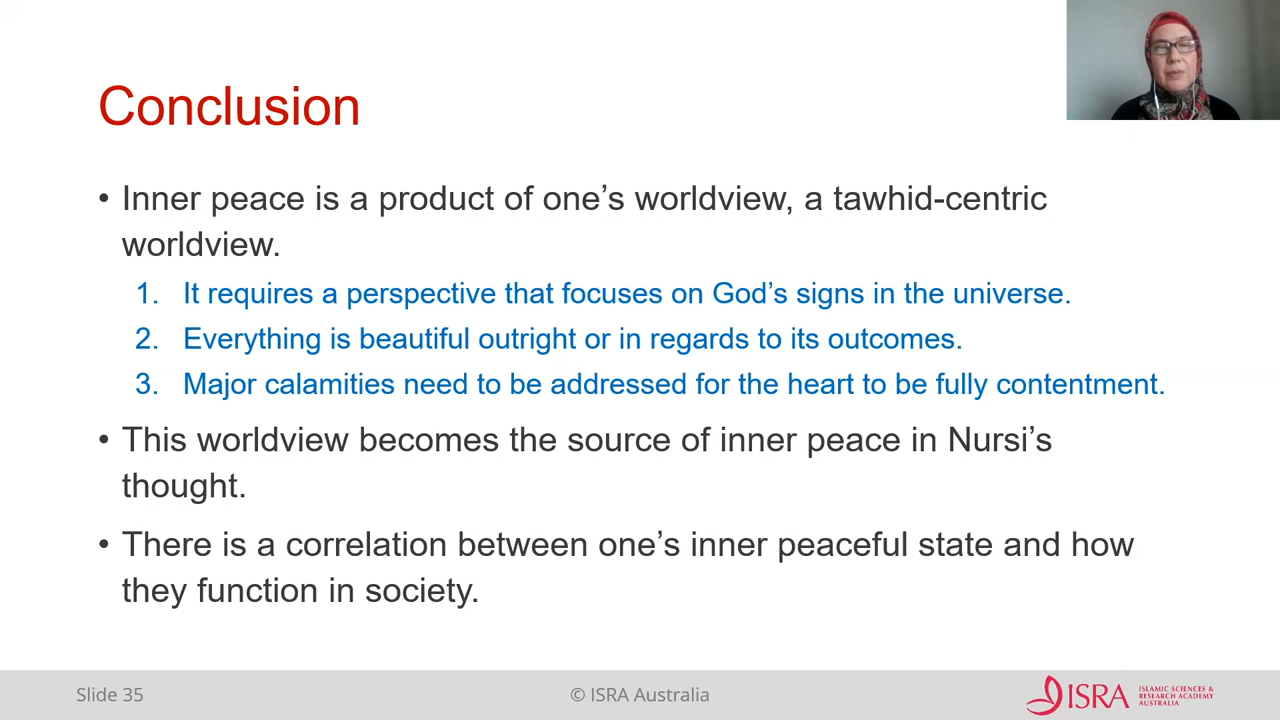 Conclusion
• Inner peace is a product of one’s worldview, a tawhid-centric
worldview.
1. It requires a perspective that focuses on God’s signs in the universe.
2. Everything is beautiful outright or in regards to its outcomes.
3. Major calamities need to be addressed for the heart to be fully contentment.
• This worldview becomes the source of inner peace in Nursi’s
thought.
• There is a correlation between one’s inner peaceful state and how
they function in society.
Slide 35
© ISRA Australia
ISRA
ISLAMIC SCIENCES &
RESEARCH ACADEMY
AUSTRALIA